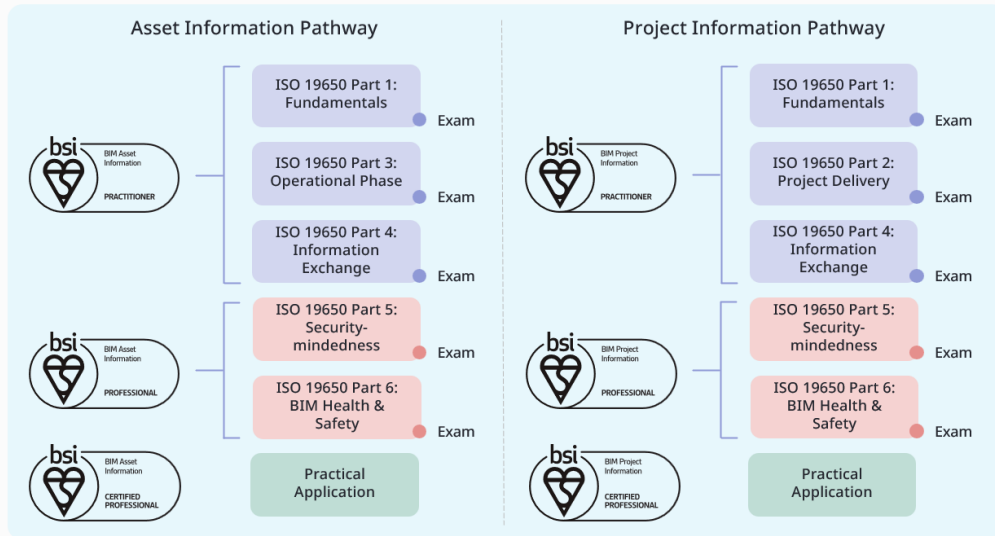 Asset Information Pathway
ISO 19650 Part 1:
Fundamentals
Exam
bsi
BIM Asset
Information
PRACTITIONER
ISO 19650 Part 3:
Operational Phase
Exam
ISO 19650 Part 4:
Information
Exchange
Exam
ISO 19650 Part 5:
Security-
mindedness
Exam
bsi
BIM Asset
Information
PROFESSIONAL
ISO 19650 Part 6:
BIM Health &
Safety
Exam
bsi
BIM Asset
Information
CERTIFIED
PROFESSIONAL
Practical
Application
Project Information Pathway
ISO 19650 Part 1:
Fundamentals
Exam
bsi
BIM Project
Information
PRACTITIONER
ISO 19650 Part 2:
Project Delivery
Exam
ISO 19650 Part 4:
Information
Exchange
Exam
ISO 19650 Part 5:
Security-
mindedness
Exam
bsi
BIM Project
Information
PROFESSIONAL
ISO 19650 Part 6:
BIM Health &
Safety
Exam
bsi
BIM Project
Information
CERTIFIED
PROFESSIONAL
Practical
Application